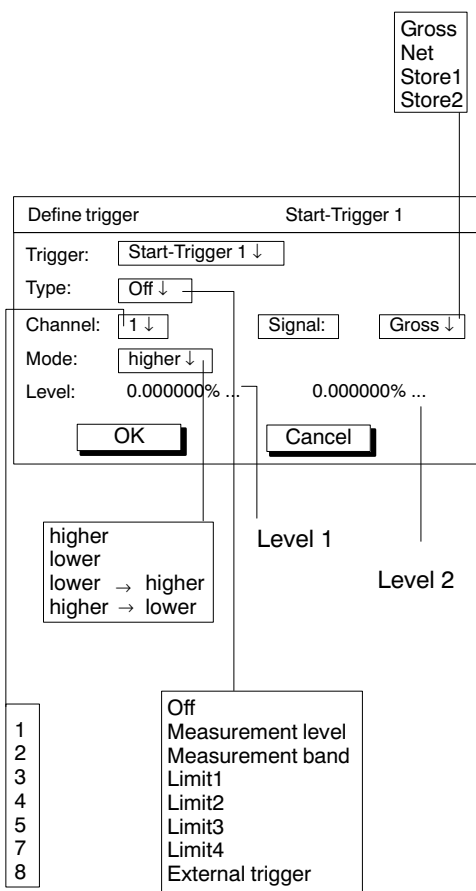 Gross
Net
Store1
Store2
Define trigger Start-Trigger 1
Trigger: Start-Trigger 1 ↓
Type: Off ↓
Channel: 1 ↓ Signal: Gross ↓
Mode: higher ↓
Level: 0.000000% ... 0.000000% ...
OK Cancel
Level 1
Level 2
higher
lower
lower → higher
higher → lower
1
2
3
4
5
7
8
Off
Measurement level
Measurement band
Limit1
Limit2
Limit3
Limit4
External trigger